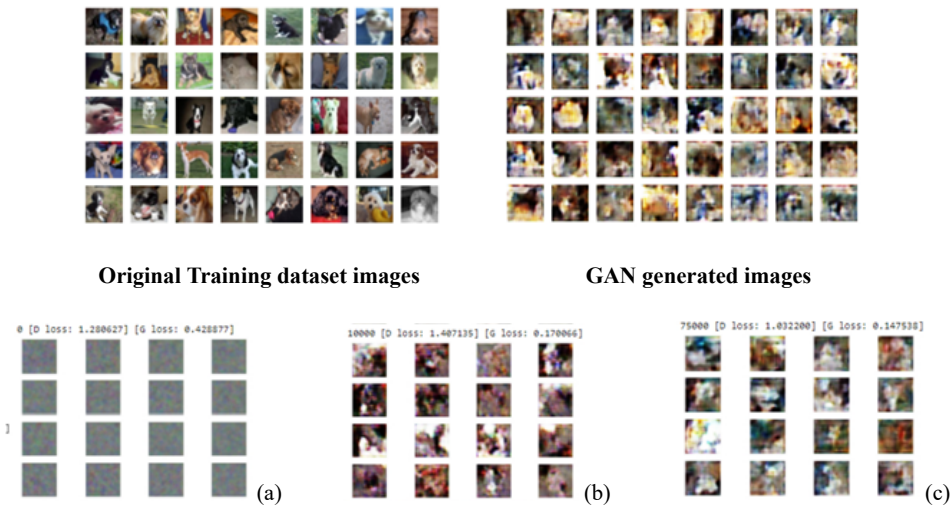 Original Training dataset images
GAN generated images
0 [D loss: 1.280627] [G loss: 0.428877]
10000 [D loss: 1.407135] [G loss: 0.170066]
75000 [D loss: 1.032200] [G loss: 0.147538]
]
(a)
(b)
(c)